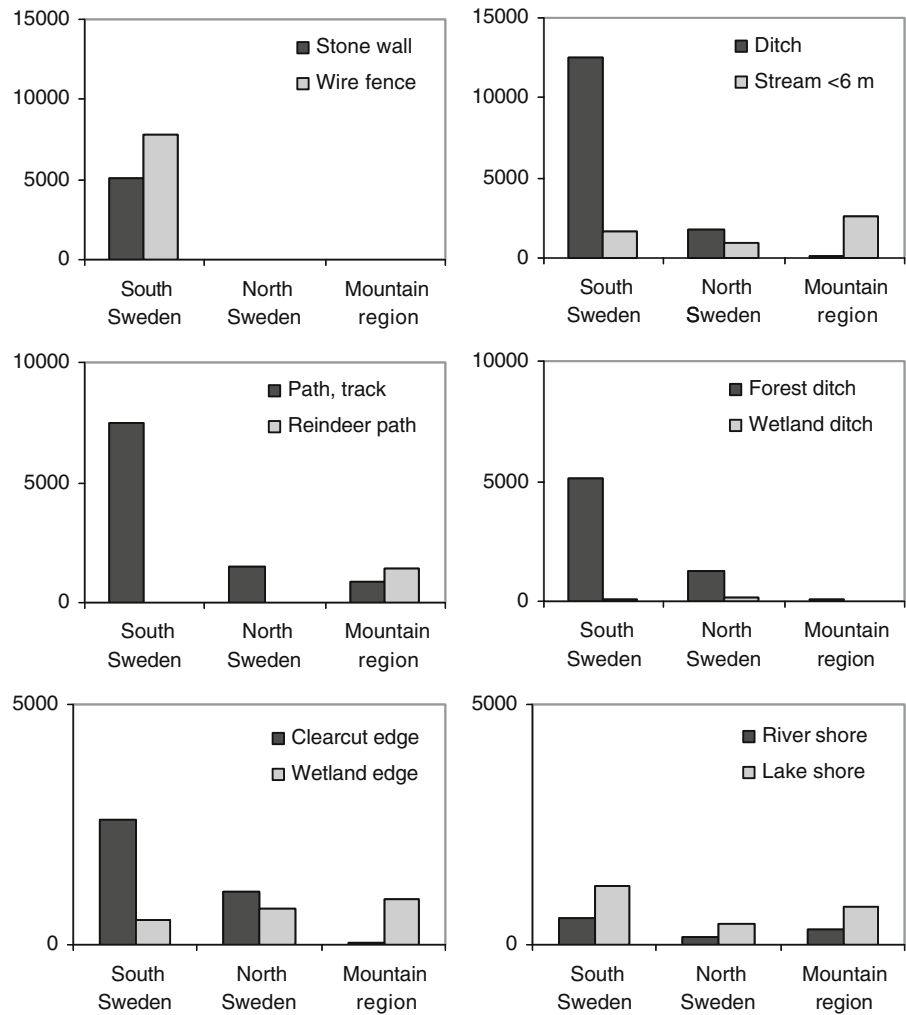 15000
10000
5000
0
Stone wall
Wire fence
South Sweden
North Sweden
Mountain region
15000
10000
5000
0
Ditch
Stream <6 m
South Sweden
North Sweden
Mountain region
10000
5000
0
Path, track
Reindeer path
South Sweden
North Sweden
Mountain region
10000
5000
0
Forest ditch
Wetland ditch
South Sweden
North Sweden
Mountain region
5000
0
Clearcut edge
Wetland edge
South Sweden
North Sweden
Mountain region
5000
0
River shore
Lake shore
South Sweden
North Sweden
Mountain region